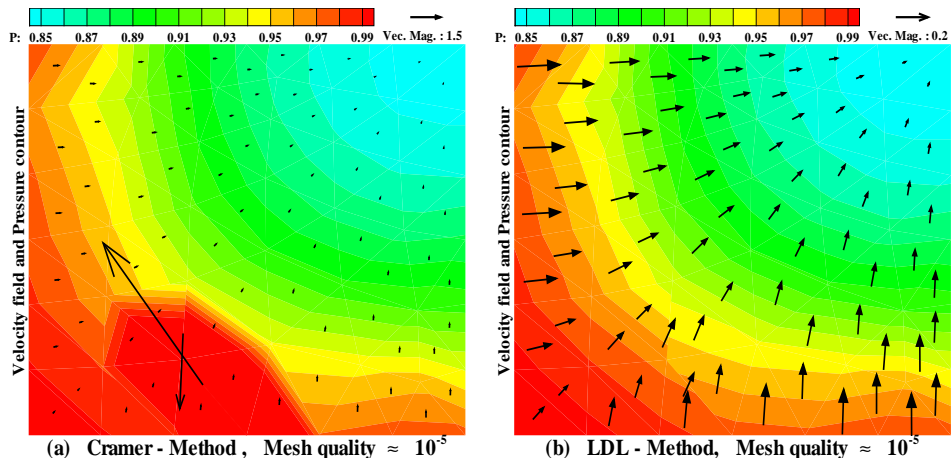 P: 0.85 0.87 0.89 0.91 0.93 0.95 0.97 0.99 Vec. Mag. : 1.5
Velocity field and Pressure contour
(a) Cramer - Method , Mesh quality ≈ 10^-5
P: 0.85 0.87 0.89 0.91 0.93 0.95 0.97 0.99 Vec. Mag. : 0.2
Velocity field and Pressure contour
(b) LDL - Method, Mesh quality ≈ 10^-5